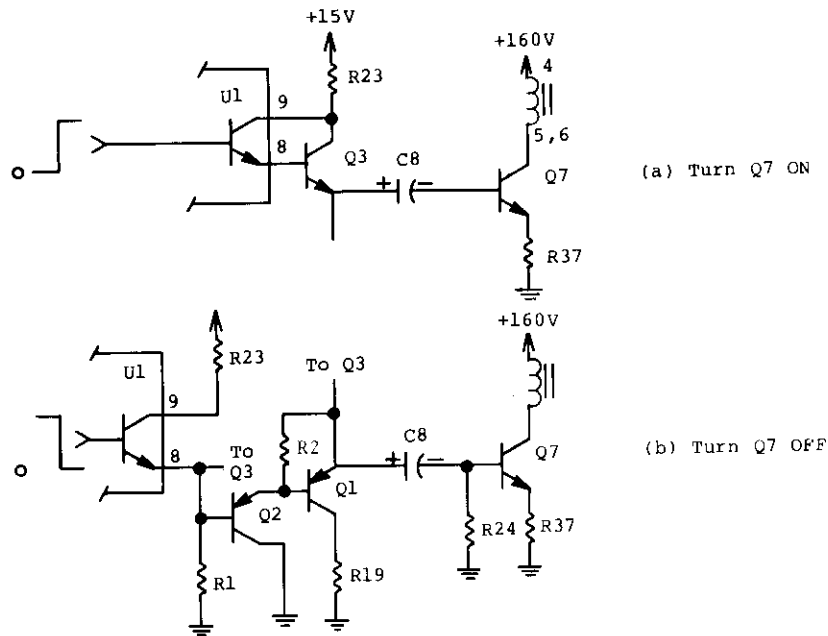 +15V
+160V
R23
4
U1
9
5,6
8
Q3
C8
+ −
Q7
(a) Turn Q7 ON
R37
+160V
R23
To Q3
U1
9
C8
+ −
Q7
(b) Turn Q7 OFF
8
To
Q3
R2
Q1
Q2
R24
R37
R1
R19